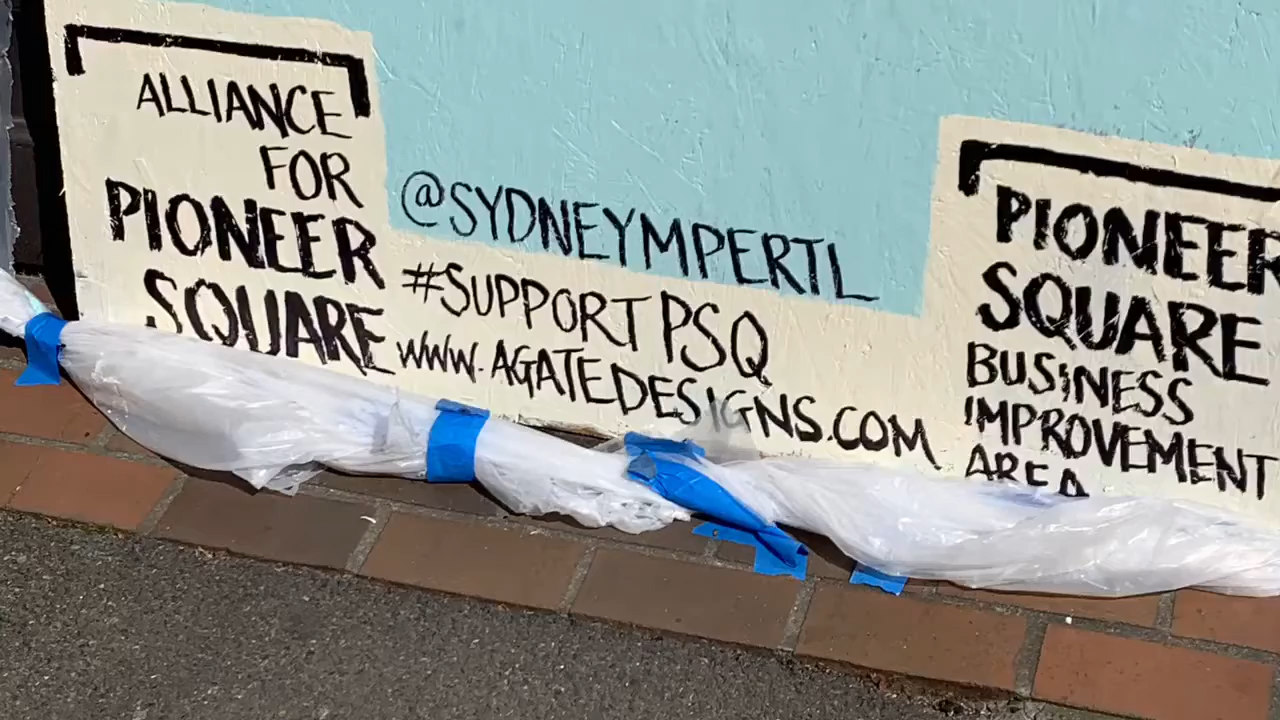 ALLIANCE
FOR
PIONEER
SQUARE
@SYDNEYMPERTL
#SUPPORTPSQ
WWW.AGATEDESIGNS.COM
PIONEER
SQUARE
BUSINESS
IMPROVEMENT
AREA